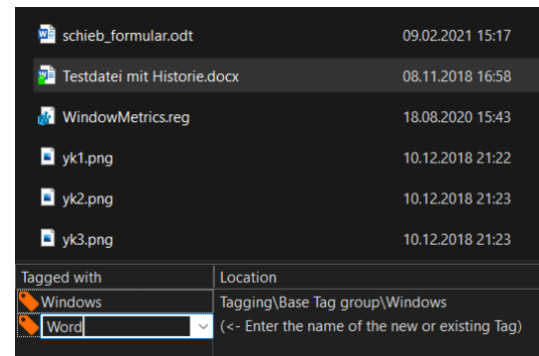 schieb_formular.odt 09.02.2021 15:17
Testdatei mit Historie.docx 08.11.2018 16:58
WindowMetrics.reg 18.08.2020 15:43
yk1.png 10.12.2018 21:22
yk2.png 10.12.2018 21:23
yk3.png 10.12.2018 21:23
Tagged with Location
Windows Tagging\Base Tag group\Windows
Word (<- Enter the name of the new or existing Tag)